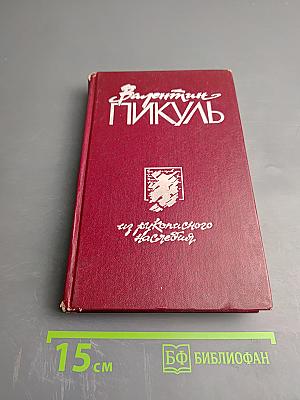 Валентин
ПИКУЛЬ
из рукописного
наследия
15 см
БФ БИБЛИОФАН